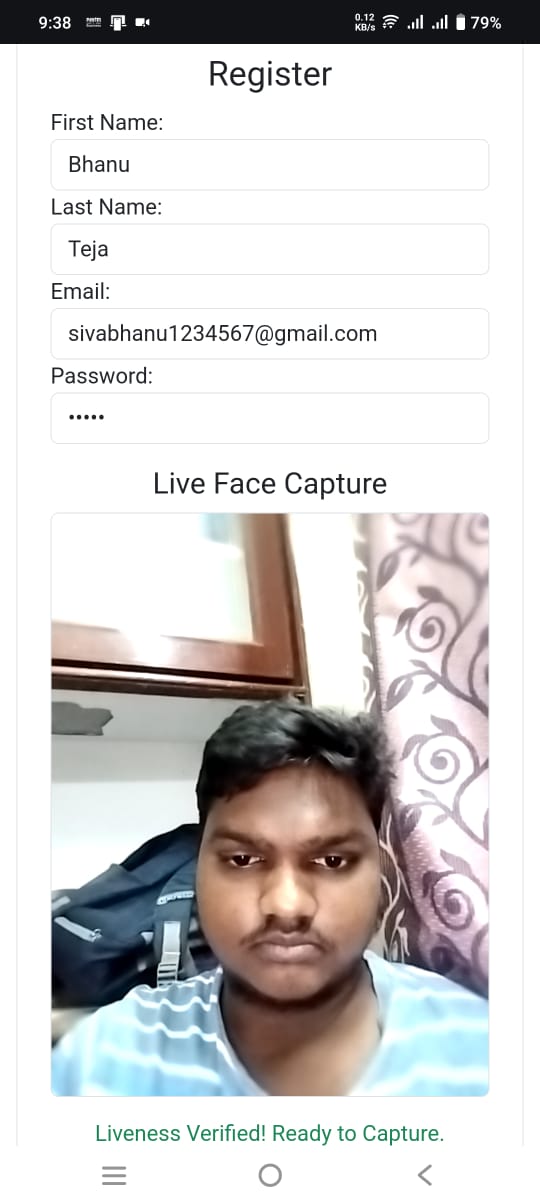 9:38 0.12 KB/s 79%
Register
First Name:
Bhanu
Last Name:
Teja
Email:
sivabhanu1234567@gmail.com
Password:
•••••
Live Face Capture
Liveness Verified! Ready to Capture.